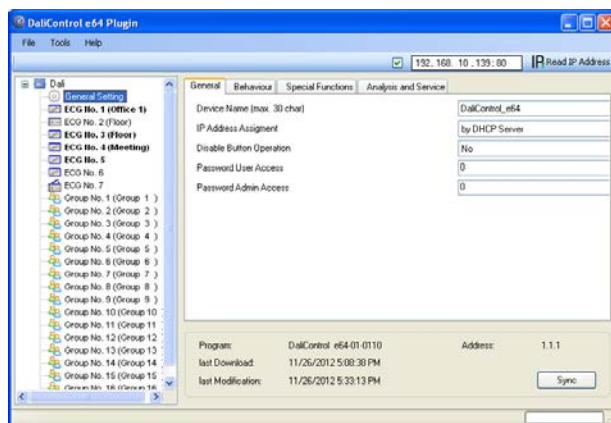 DaliControl e64 Plugin
File Tools Help
192. 168. 10 . 139 : 80 IP Read IP Address
Dali
General Setting
ECG No. 1 (Office 1)
ECG No. 2 (Floor)
ECG No. 3 (Floor)
ECG No. 4 (Meeting)
ECG No. 5
ECG No. 6
ECG No. 7
Group No. 1 (Group 1 )
Group No. 2 (Group 2 )
Group No. 3 (Group 3 )
Group No. 4 (Group 4 )
Group No. 5 (Group 5 )
Group No. 6 (Group 6 )
Group No. 7 (Group 7 )
Group No. 8 (Group 8 )
Group No. 9 (Group 9 )
Group No. 10 (Group 10
Group No. 11 (Group 11
Group No. 12 (Group 12
Group No. 13 (Group 13
Group No. 14 (Group 14
Group No. 15 (Group 15
Group No. 16 (Group 16
General Behaviour Special Functions Analysis and Service
Device Name (max. 30 char) DaliControl_e64
IP Address Assigment by DHCP Server
Disable Button Operation No
Password User Access 0
Password Admin Access 0
Program: DaliControl e64-01-0110 Address: 1.1.1
last Download: 11/26/2012 5:08:38 PM
last Modification: 11/26/2012 5:33:13 PM
Sync